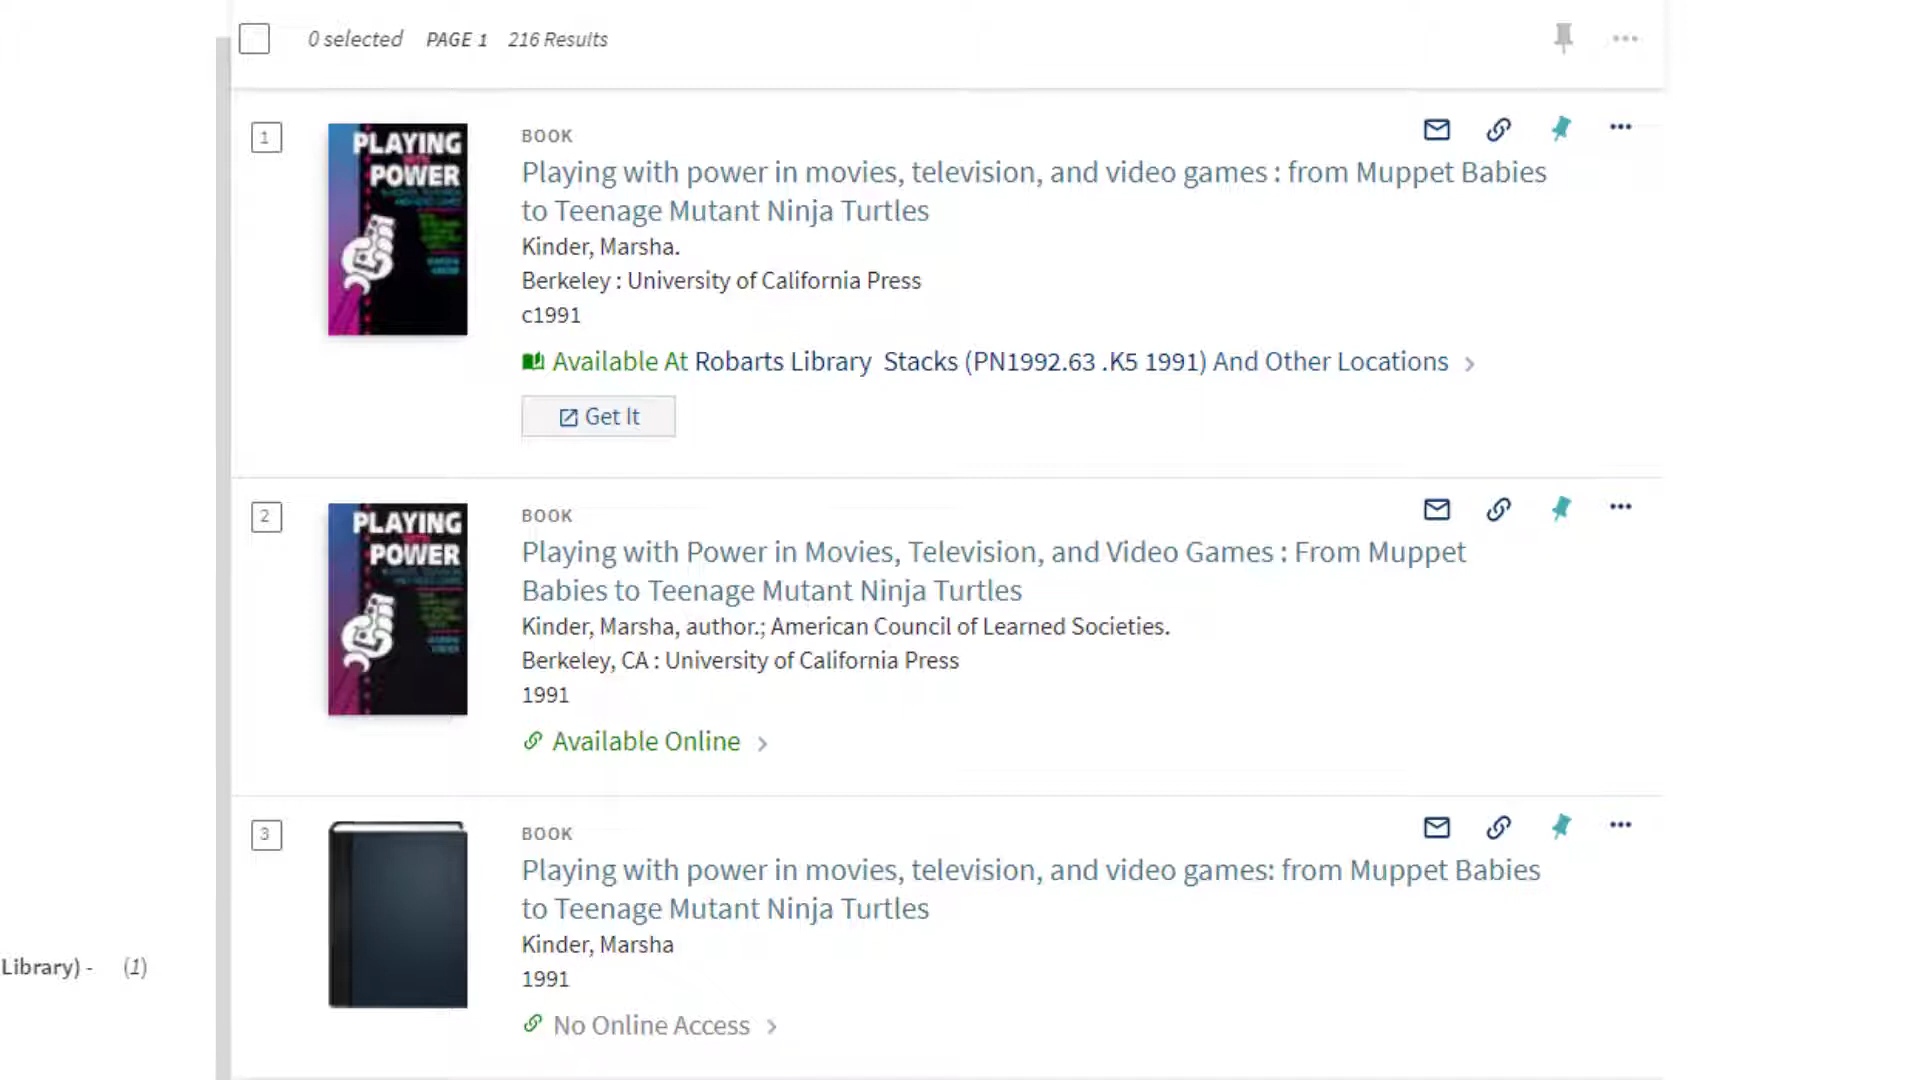 0 selected PAGE 1 216 Results
1
PLAYING
WITH
POWER
BOOK
Playing with power in movies, television, and video games : from Muppet Babies
to Teenage Mutant Ninja Turtles
Kinder, Marsha.
Berkeley : University of California Press
c1991
Available At Robarts Library Stacks (PN1992.63 .K5 1991) And Other Locations
Get It
2
PLAYING
WITH
POWER
BOOK
Playing with Power in Movies, Television, and Video Games : From Muppet
Babies to Teenage Mutant Ninja Turtles
Kinder, Marsha, author.; American Council of Learned Societies.
Berkeley, CA : University of California Press
1991
Available Online
3
BOOK
Playing with power in movies, television, and video games: from Muppet Babies
to Teenage Mutant Ninja Turtles
Kinder, Marsha
1991
No Online Access
Library) - (1)